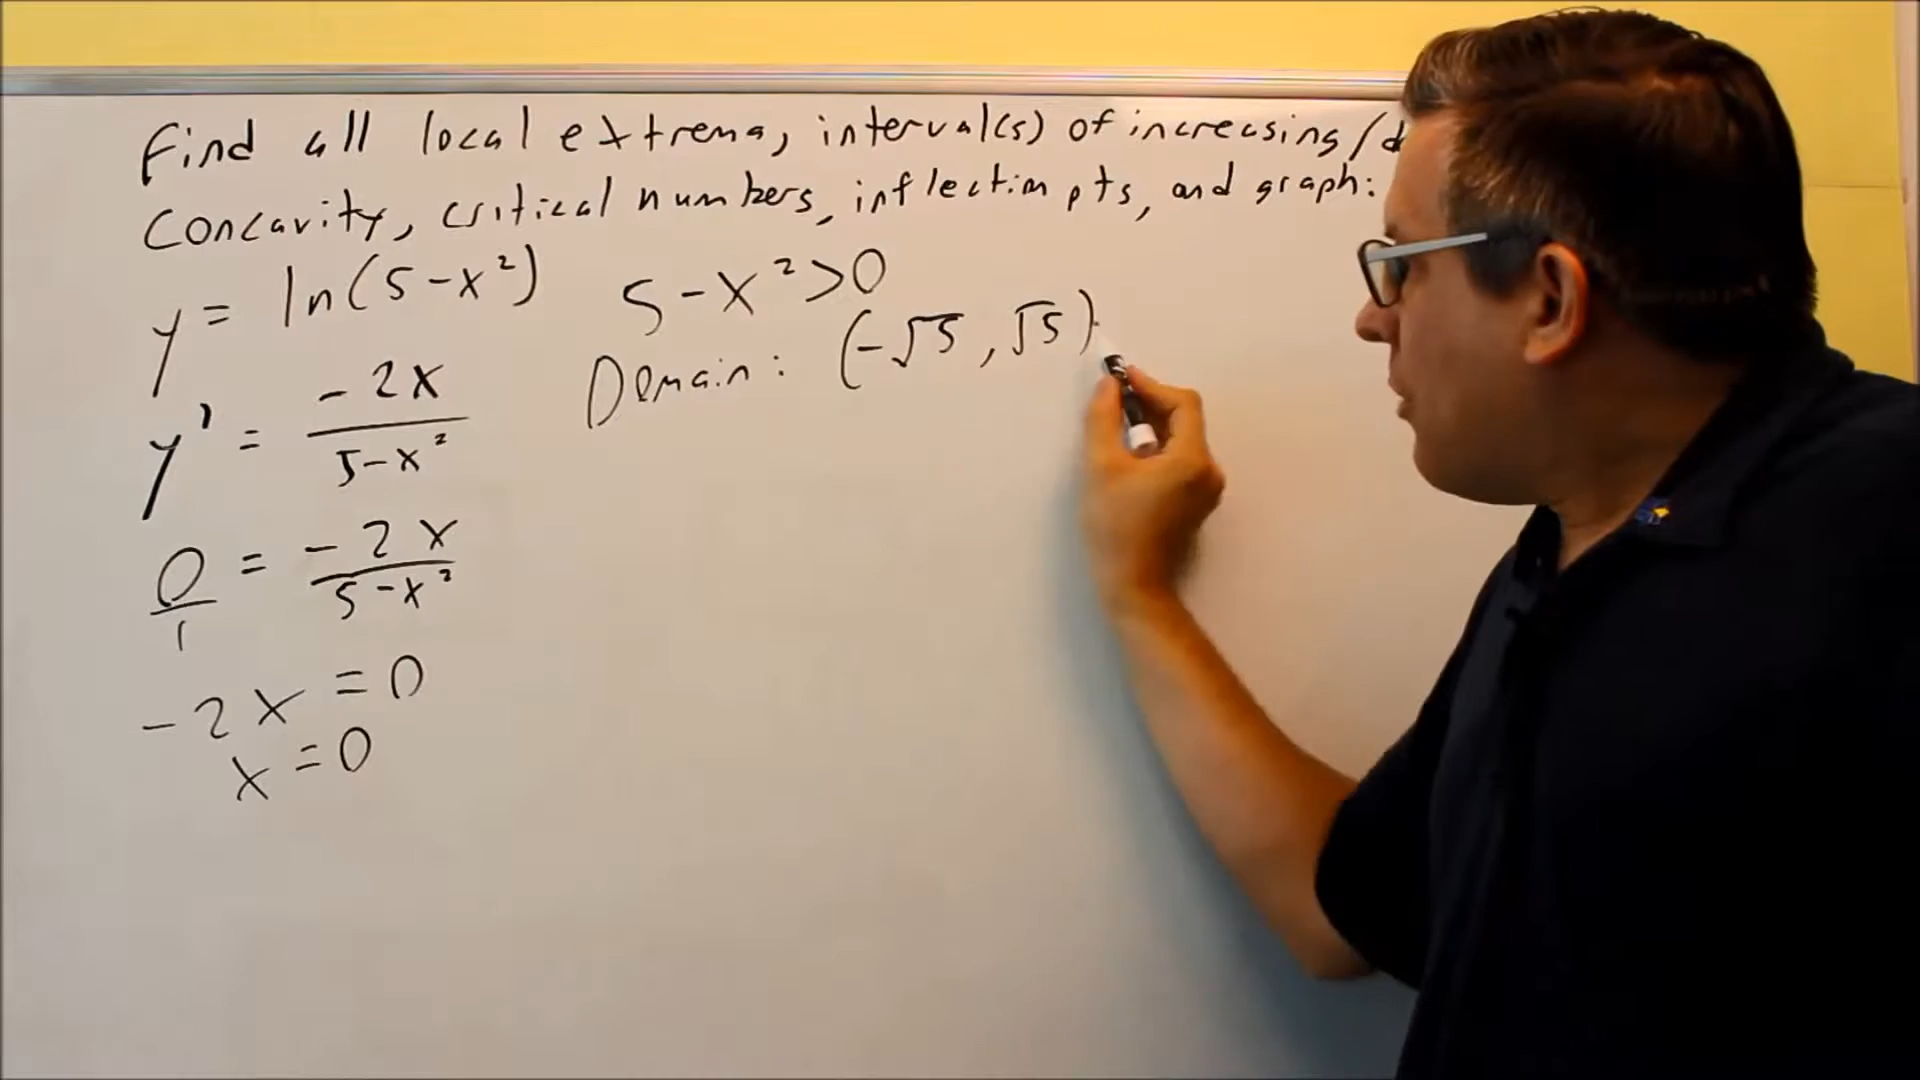 Find all local extrema, interval(s) of increasing/d
Concavity, critical numbers, inflection pts, and graph:
y = ln(5-x²)
5-x²>0
Domain: (-√5, √5)
y' = -2x / 5-x²
0/1 = -2x / 5-x²
-2x = 0
x = 0